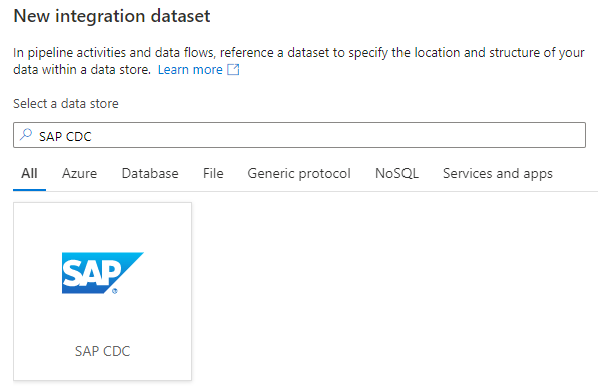 New integration dataset
In pipeline activities and data flows, reference a dataset to specify the location and structure of your
data within a data store. Learn more
Select a data store
SAP CDC
All Azure Database File Generic protocol NoSQL Services and apps
SAP®
SAP CDC